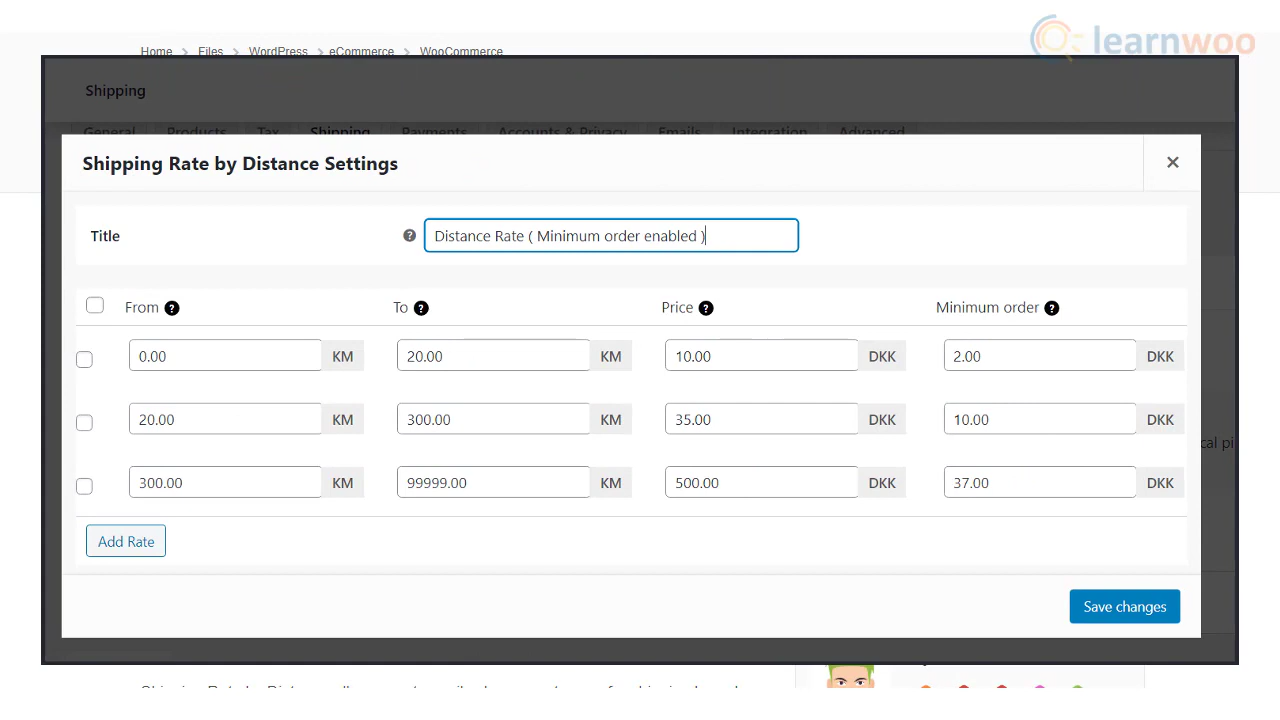 learnwoo
Home > Files > WordPress > eCommerce > WooCommerce
Shipping
General Products Tax Shipping Payments Accounts & Privacy Emails Integration Advanced
Shipping Rate by Distance Settings ×
Title ? Distance Rate ( Minimum order enabled )
From ? To ? Price ? Minimum order ?
0.00 KM 20.00 KM 10.00 DKK 2.00 DKK
20.00 KM 300.00 KM 35.00 DKK 10.00 DKK
300.00 KM 99999.00 KM 500.00 DKK 37.00 DKK
Add Rate
Save changes